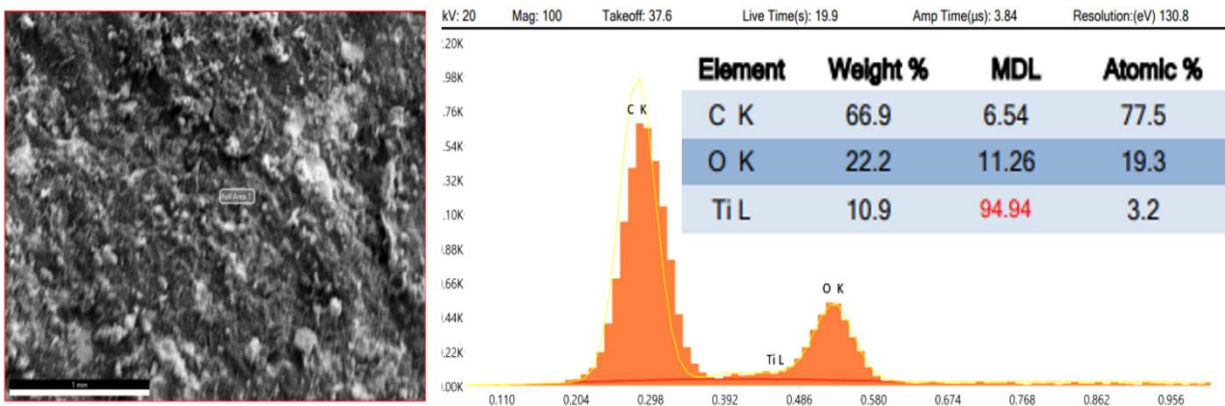 kV: 20 Mag: 100 Takeoff: 37.6 Live Time(s): 19.9 Amp Time(µs): 3.84 Resolution:(eV) 130.8
.20K
.98K
.76K
.54K
.32K
.10K
.88K
.66K
.44K
.22K
.00K
C K
Ti L
O K
0.110 0.204 0.298 0.392 0.486 0.580 0.674 0.768 0.862 0.956
Element Weight % MDL Atomic %
C K 66.9 6.54 77.5
O K 22.2 11.26 19.3
Ti L 10.9 94.94 3.2
Full Area 1
1 mm